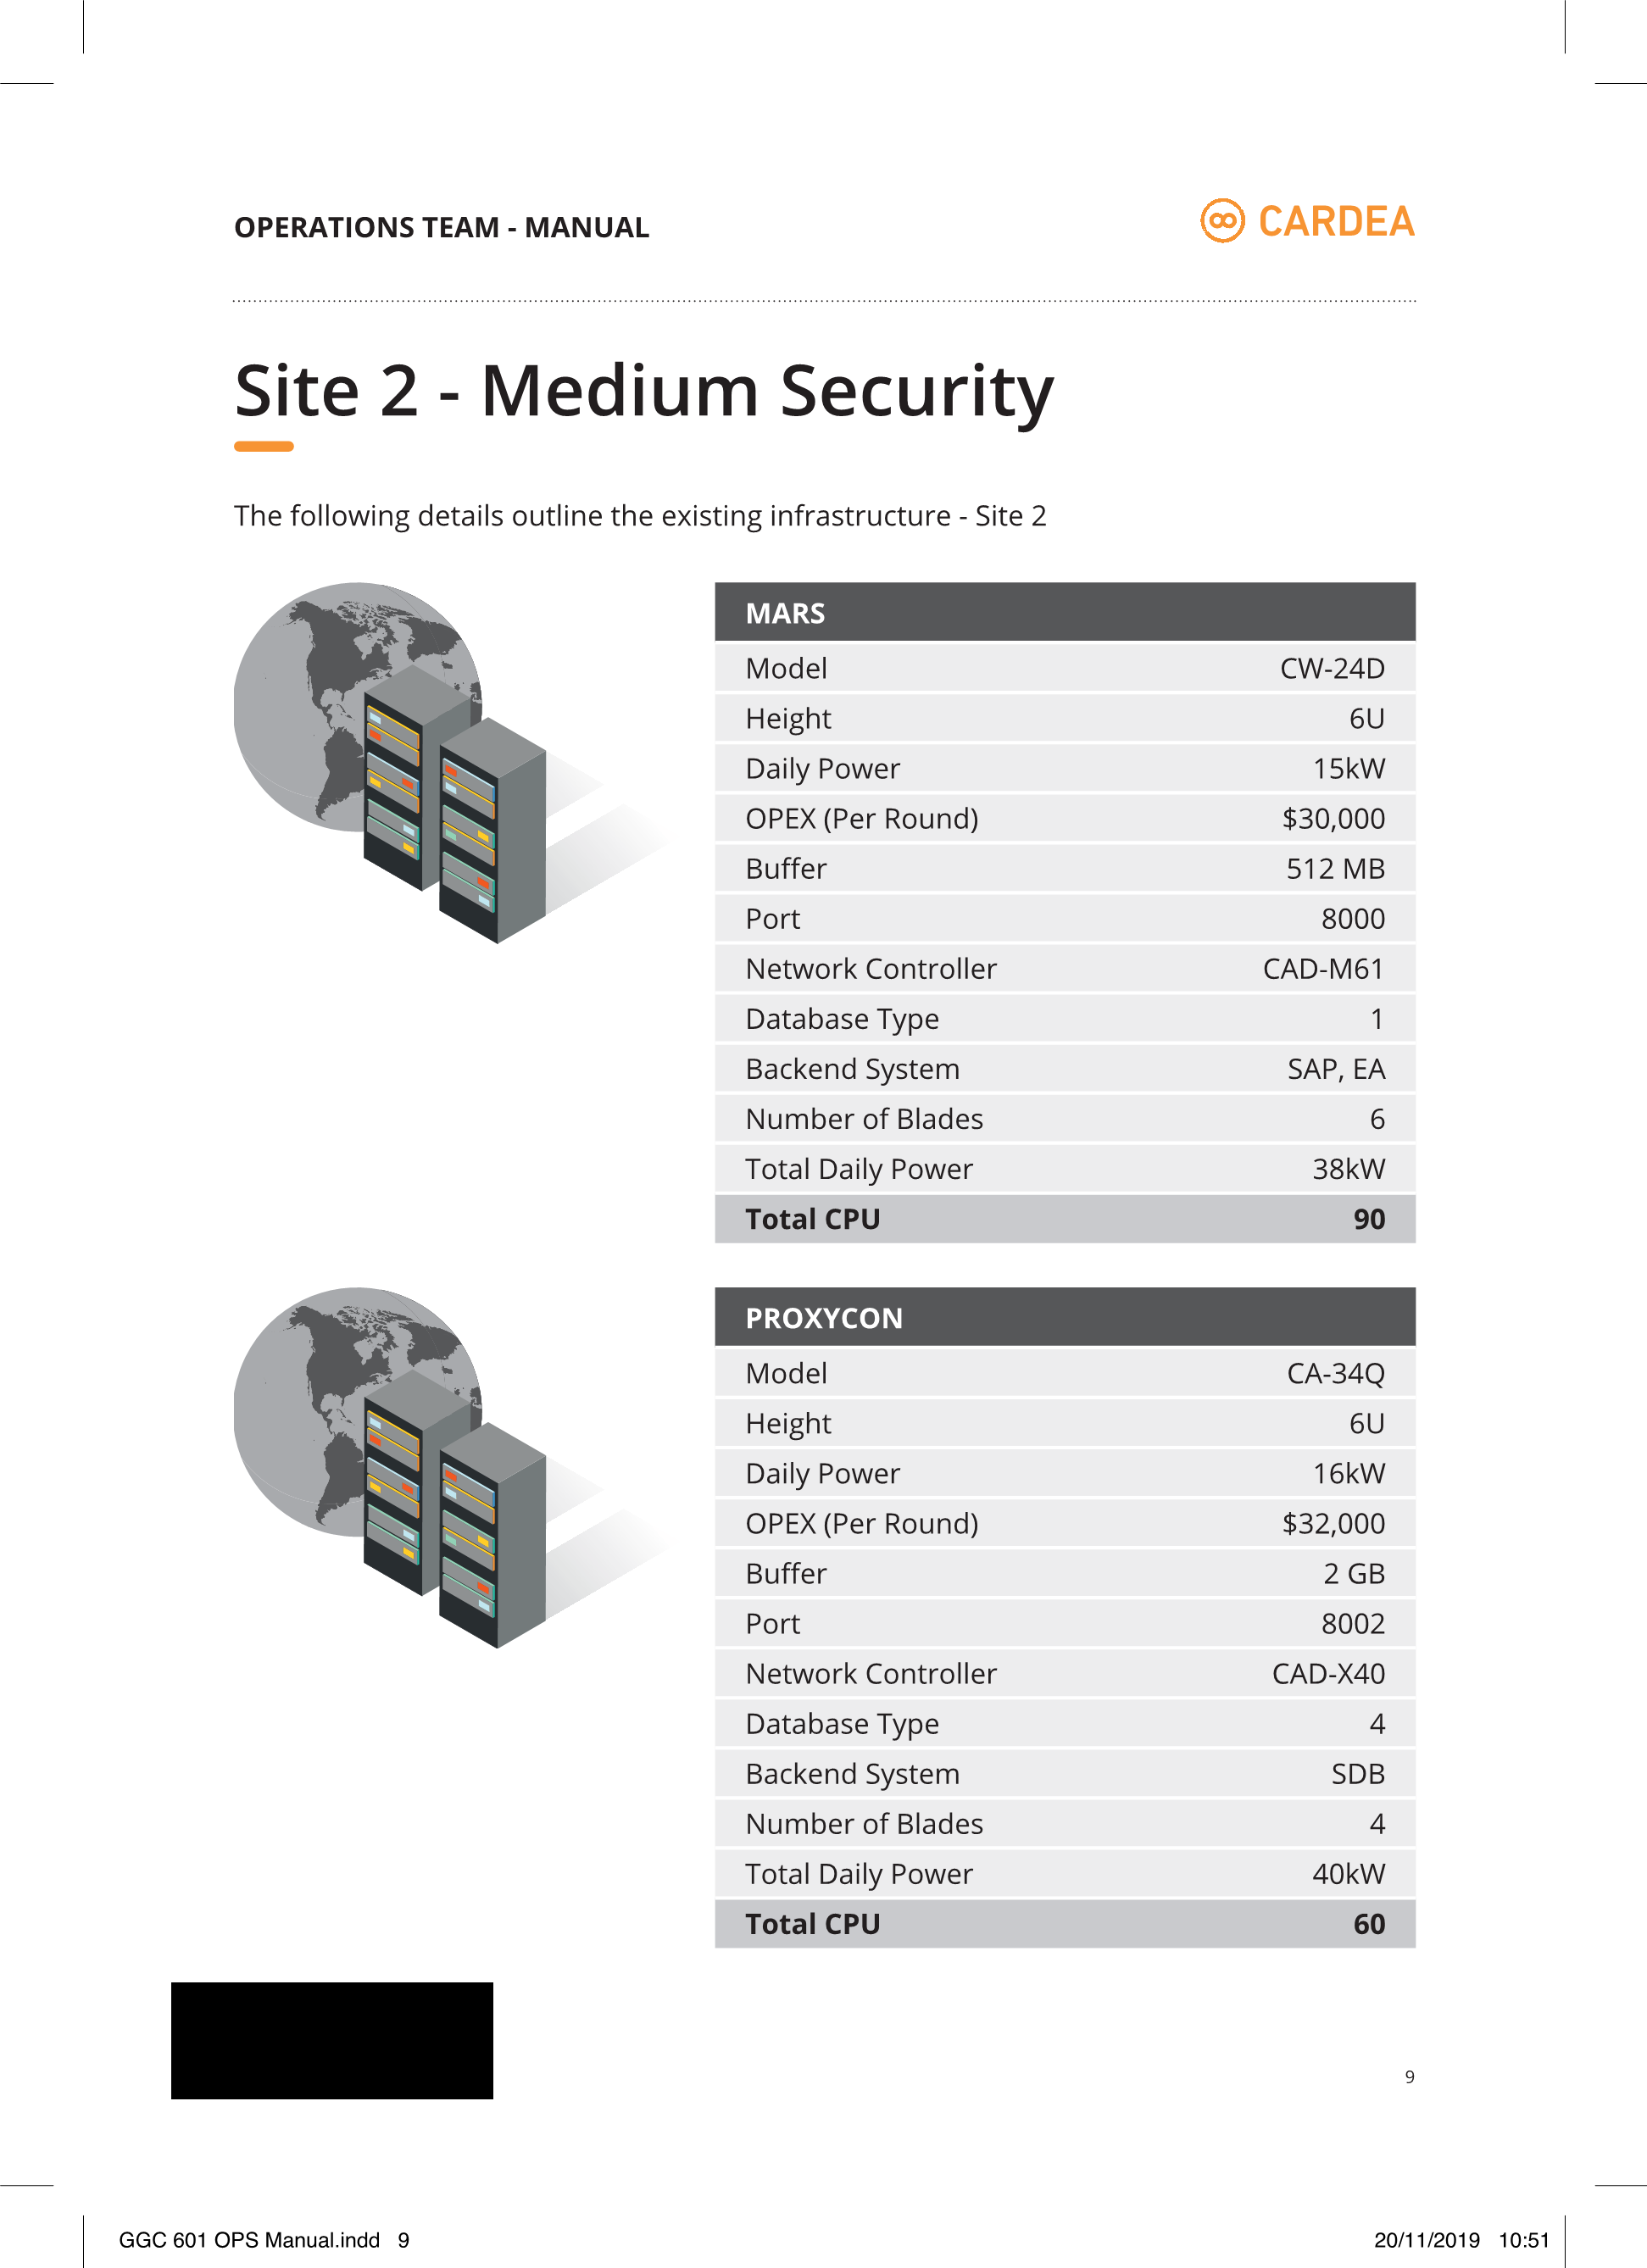 OPERATIONS TEAM - MANUAL
CARDEA
Site 2 - Medium Security
The following details outline the existing infrastructure - Site 2
MARS
Model CW-24D
Height 6U
Daily Power 15kW
OPEX (Per Round) $30,000
Buffer 512 MB
Port 8000
Network Controller CAD-M61
Database Type 1
Backend System SAP, EA
Number of Blades 6
Total Daily Power 38kW
Total CPU 90
PROXYCON
Model CA-34Q
Height 6U
Daily Power 16kW
OPEX (Per Round) $32,000
Buffer 2 GB
Port 8002
Network Controller CAD-X40
Database Type 4
Backend System SDB
Number of Blades 4
Total Daily Power 40kW
Total CPU 60
9
GGC 601 OPS Manual.indd 9 20/11/2019 10:51